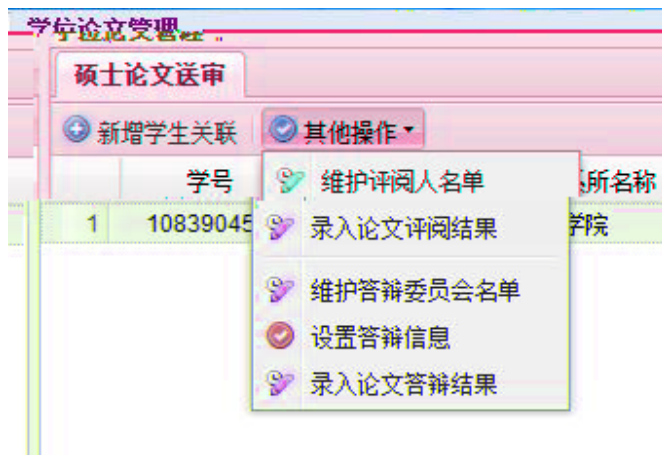 学位论文管理
硕士论文送审
新增学生关联 其他操作
学号 所名称
1 10839045 学院
维护评阅人名单
录入论文评阅结果
维护答辩委员会名单
设置答辩信息
录入论文答辩结果